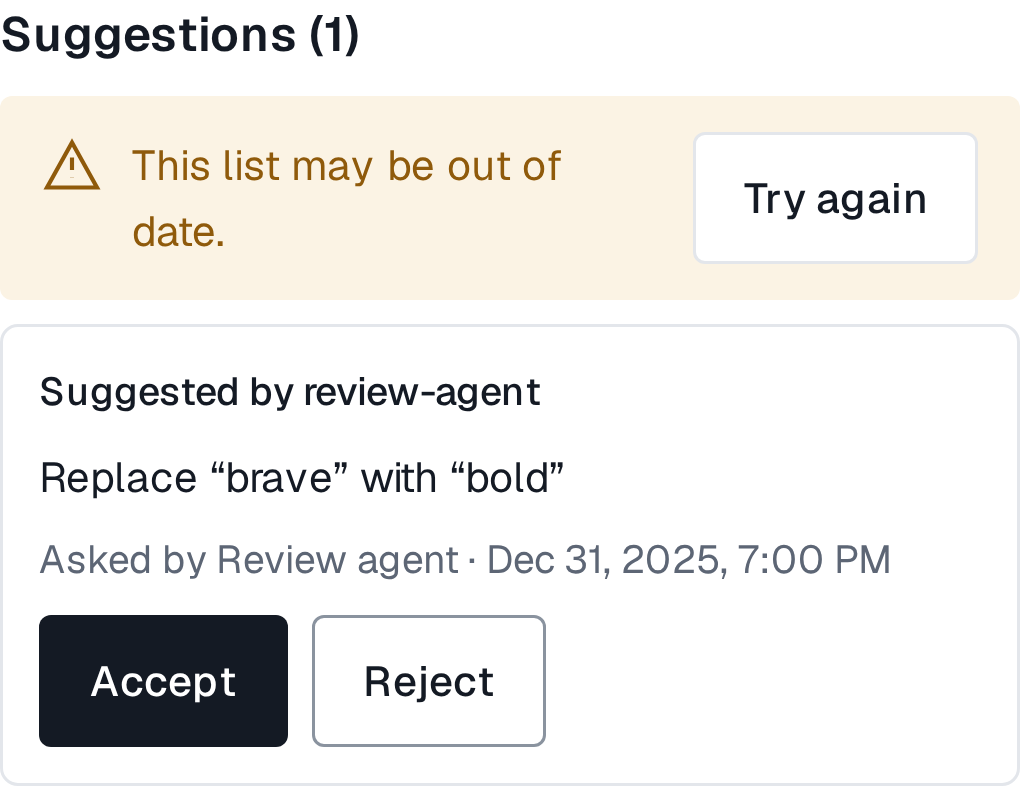 Suggestions (1)
This list may be out of
date.
Try again
Suggested by review-agent
Replace “brave” with “bold”
Asked by Review agent · Dec 31, 2025, 7:00 PM
Accept
Reject